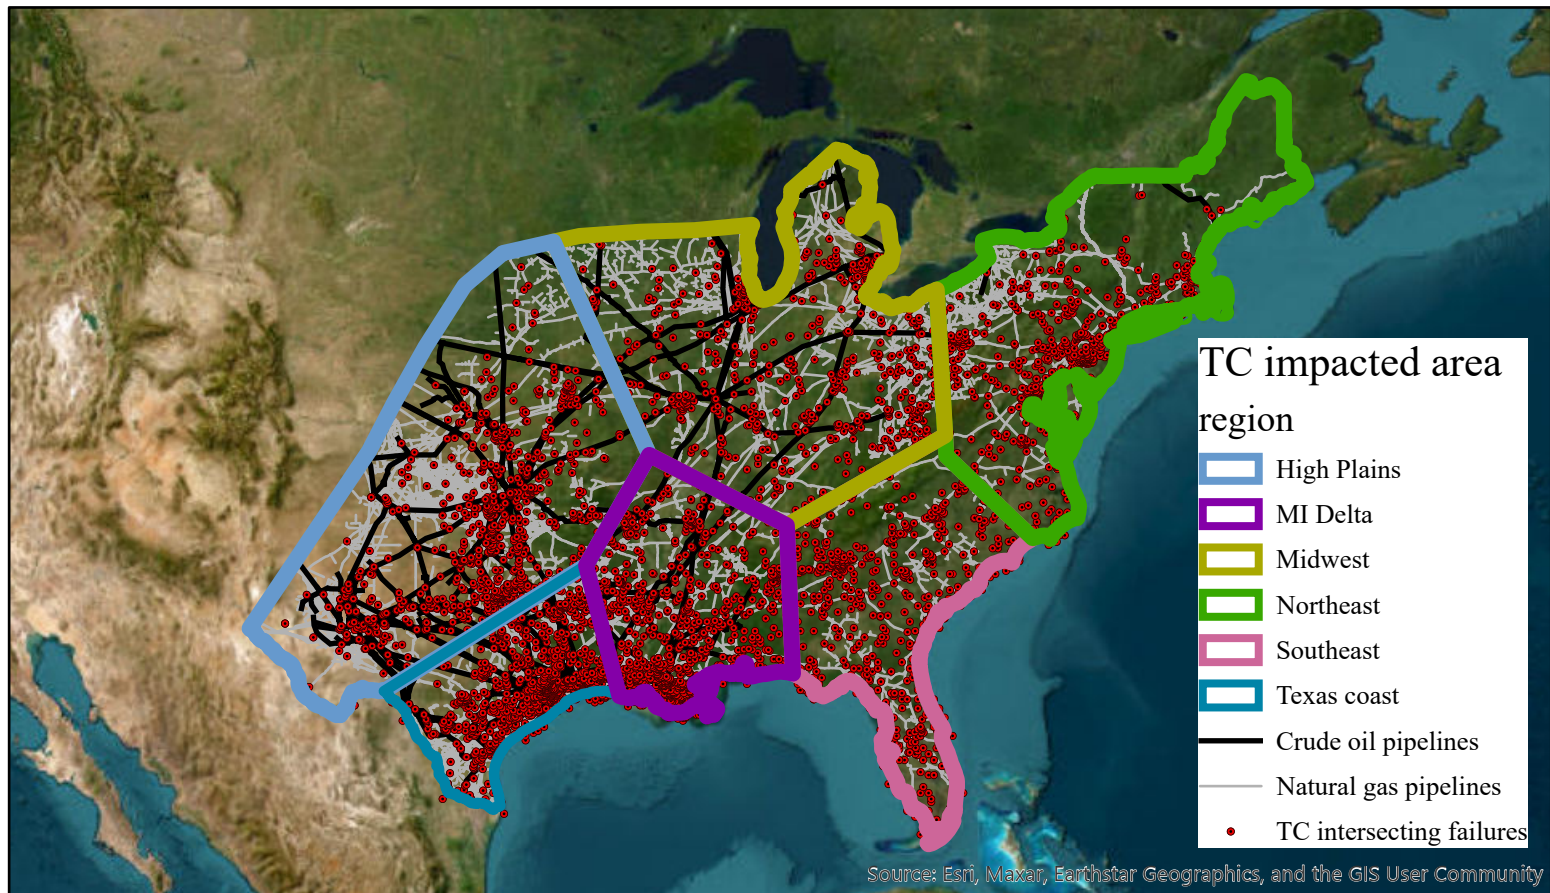 TC impacted area
region
High Plains
MI Delta
Midwest
Northeast
Southeast
Texas coast
Crude oil pipelines
Natural gas pipelines
TC intersecting failures
Source: Esri, Maxar, Earthstar Geographics, and the GIS User Community